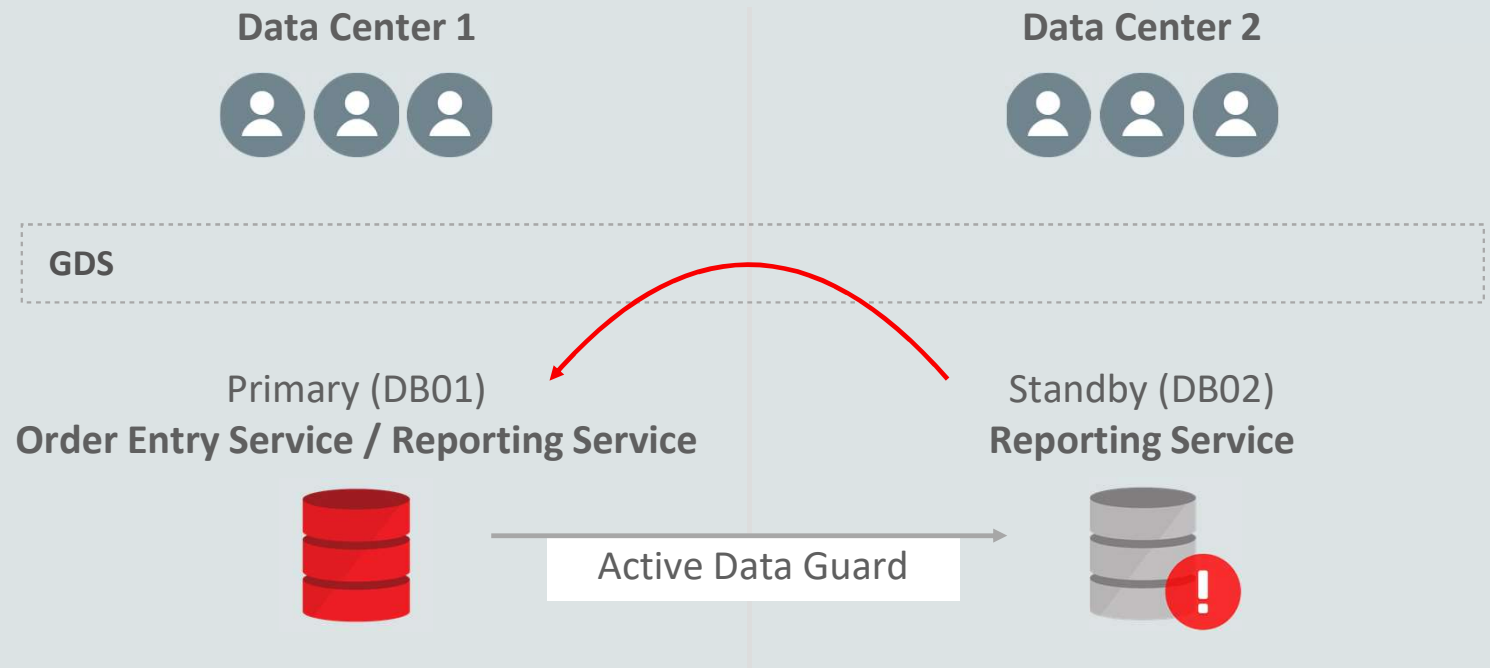 Data Center 1
Data Center 2
GDS
Primary (DB01)
Order Entry Service / Reporting Service
Standby (DB02)
Reporting Service
Active Data Guard
!